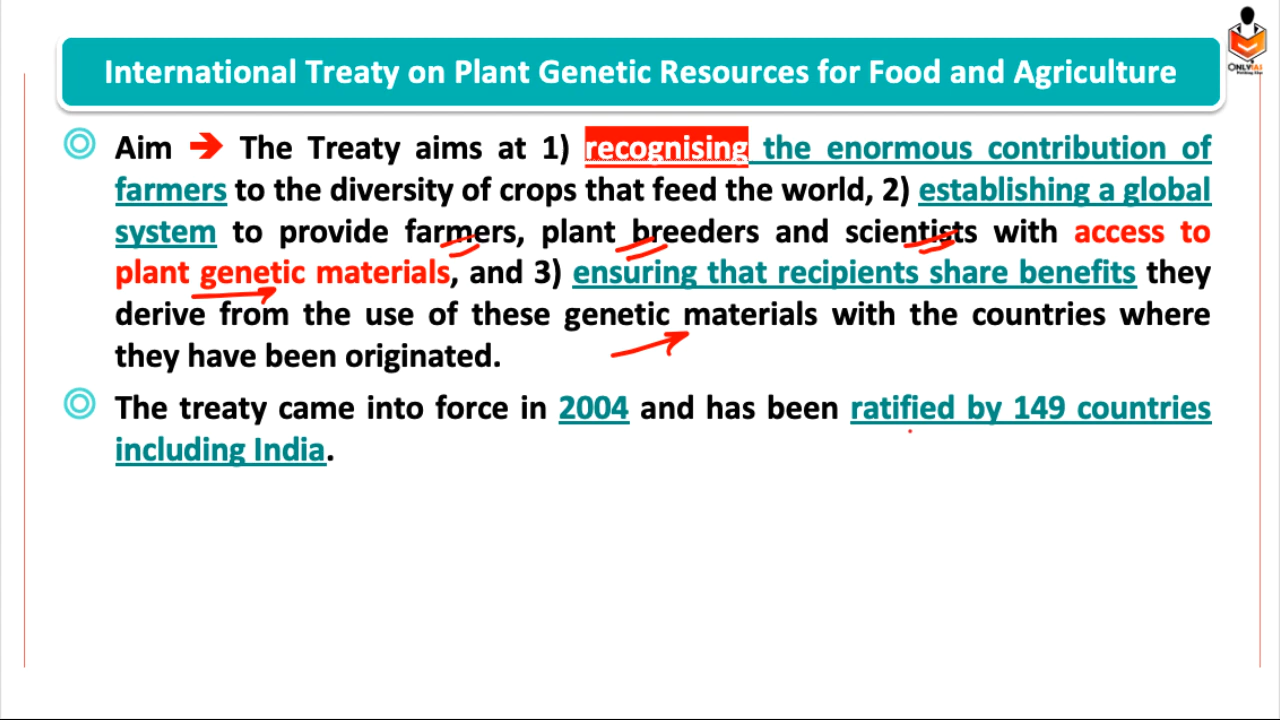 International Treaty on Plant Genetic Resources for Food and Agriculture
ONLYIAS
Aim ➔ The Treaty aims at 1) recognising the enormous contribution of
farmers to the diversity of crops that feed the world, 2) establishing a global
system to provide farmers, plant breeders and scientists with access to
plant genetic materials, and 3) ensuring that recipients share benefits they
derive from the use of these genetic materials with the countries where
they have been originated.
The treaty came into force in 2004 and has been ratified by 149 countries
including India.